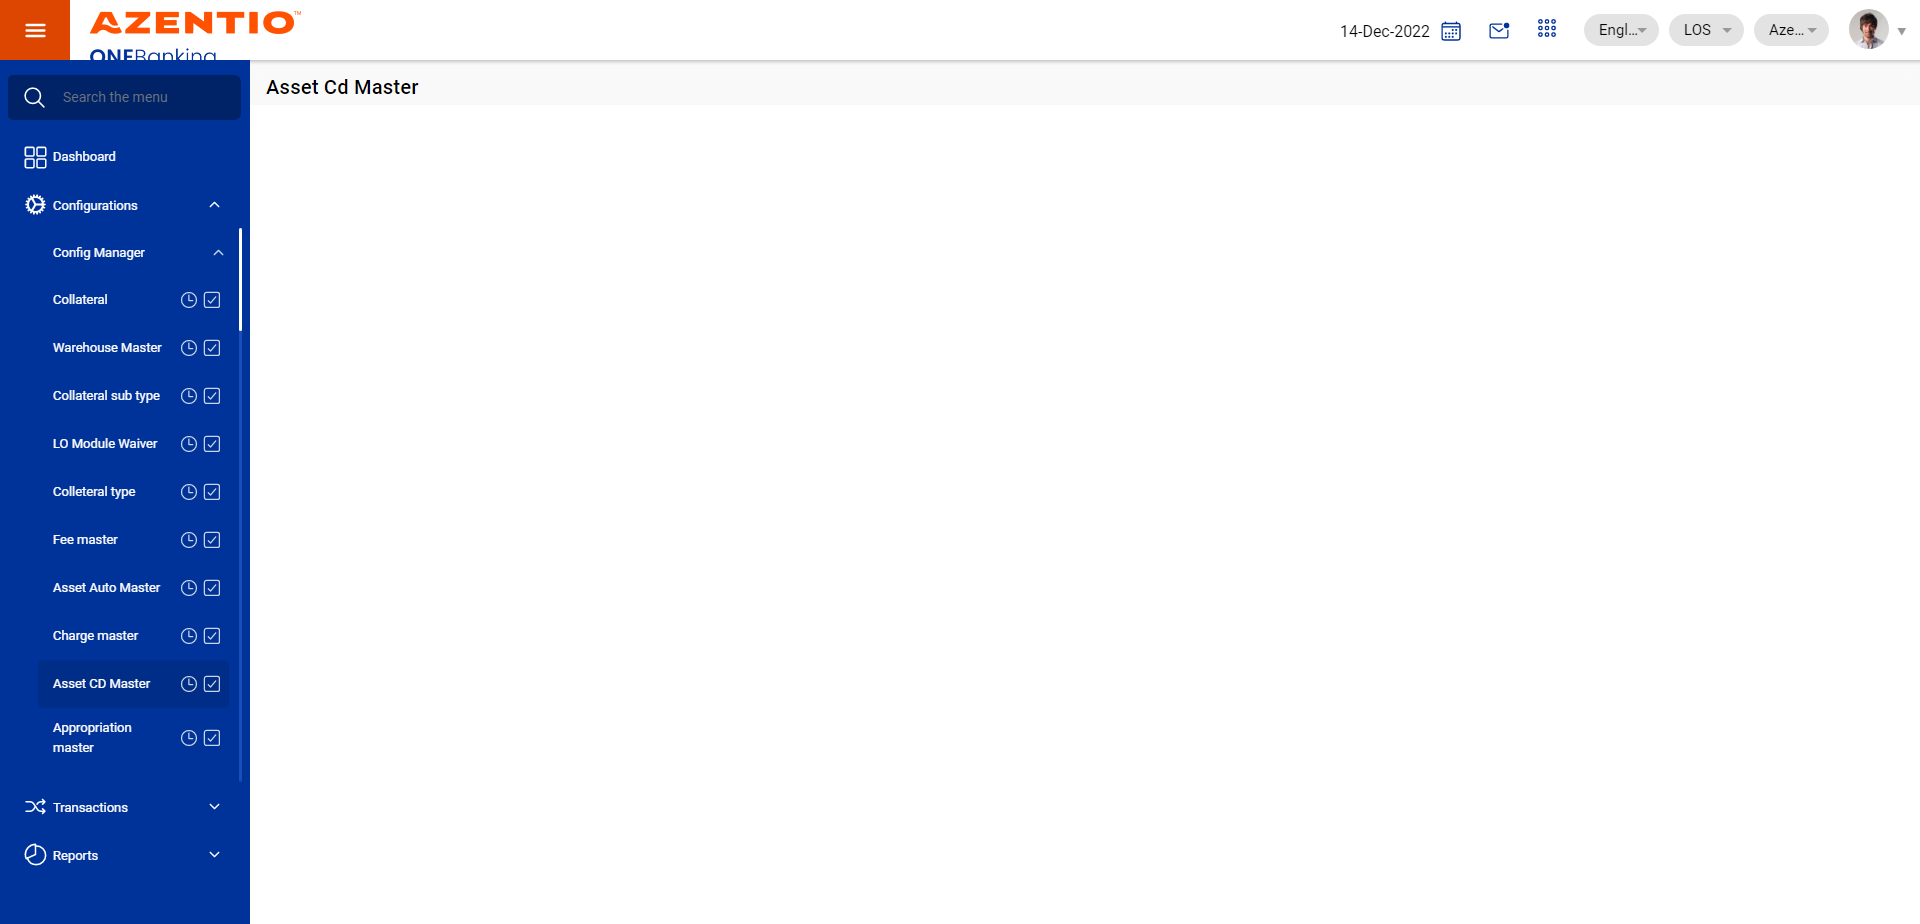 AZENTIO™
ONEBanking
14-Dec-2022
Engl...
LOS
Aze...
Search the menu
Asset Cd Master
Dashboard
Configurations
Config Manager
Collateral
Warehouse Master
Collateral sub type
LO Module Waiver
Colleteral type
Fee master
Asset Auto Master
Charge master
Asset CD Master
Appropriation
master
Transactions
Reports